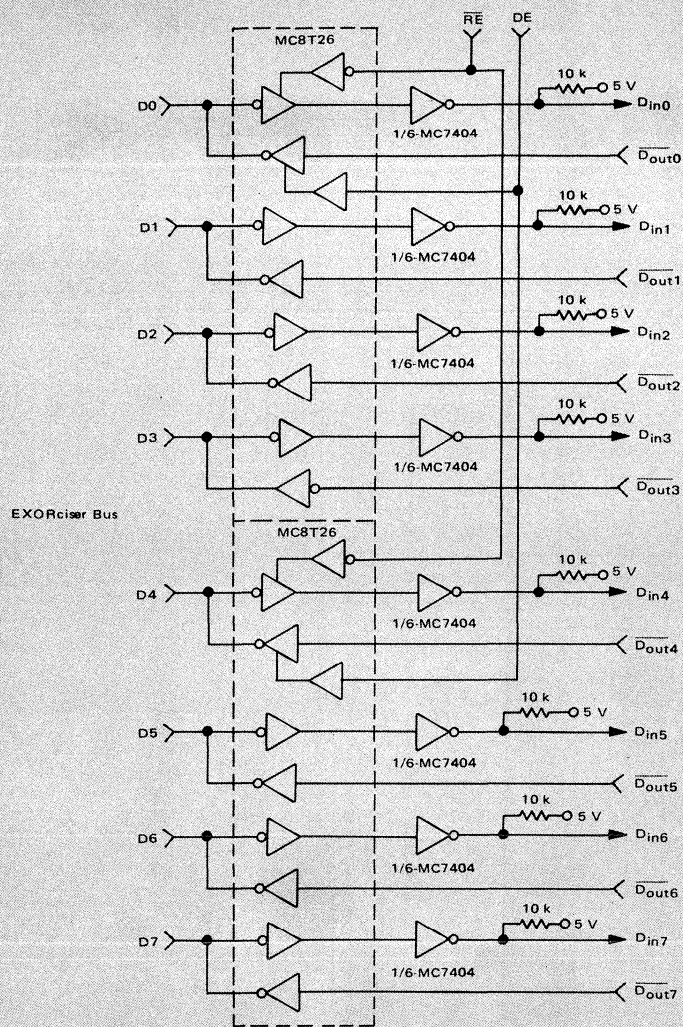 RE DE
MC8T26
10 k
5 V
D0
Din0
1/6-MC7404
Dout0
10 k
5 V
D1
Din1
1/6-MC7404
Dout1
10 k
5 V
D2
Din2
1/6-MC7404
Dout2
10 k
5 V
D3
Din3
1/6-MC7404
Dout3
EXORciser Bus
MC8T26
10 k
5 V
D4
Din4
1/6-MC7404
Dout4
10 k
5 V
D5
Din5
1/6-MC7404
Dout5
10 k
5 V
D6
Din6
1/6-MC7404
Dout6
10 k
5 V
D7
Din7
1/6-MC7404
Dout7